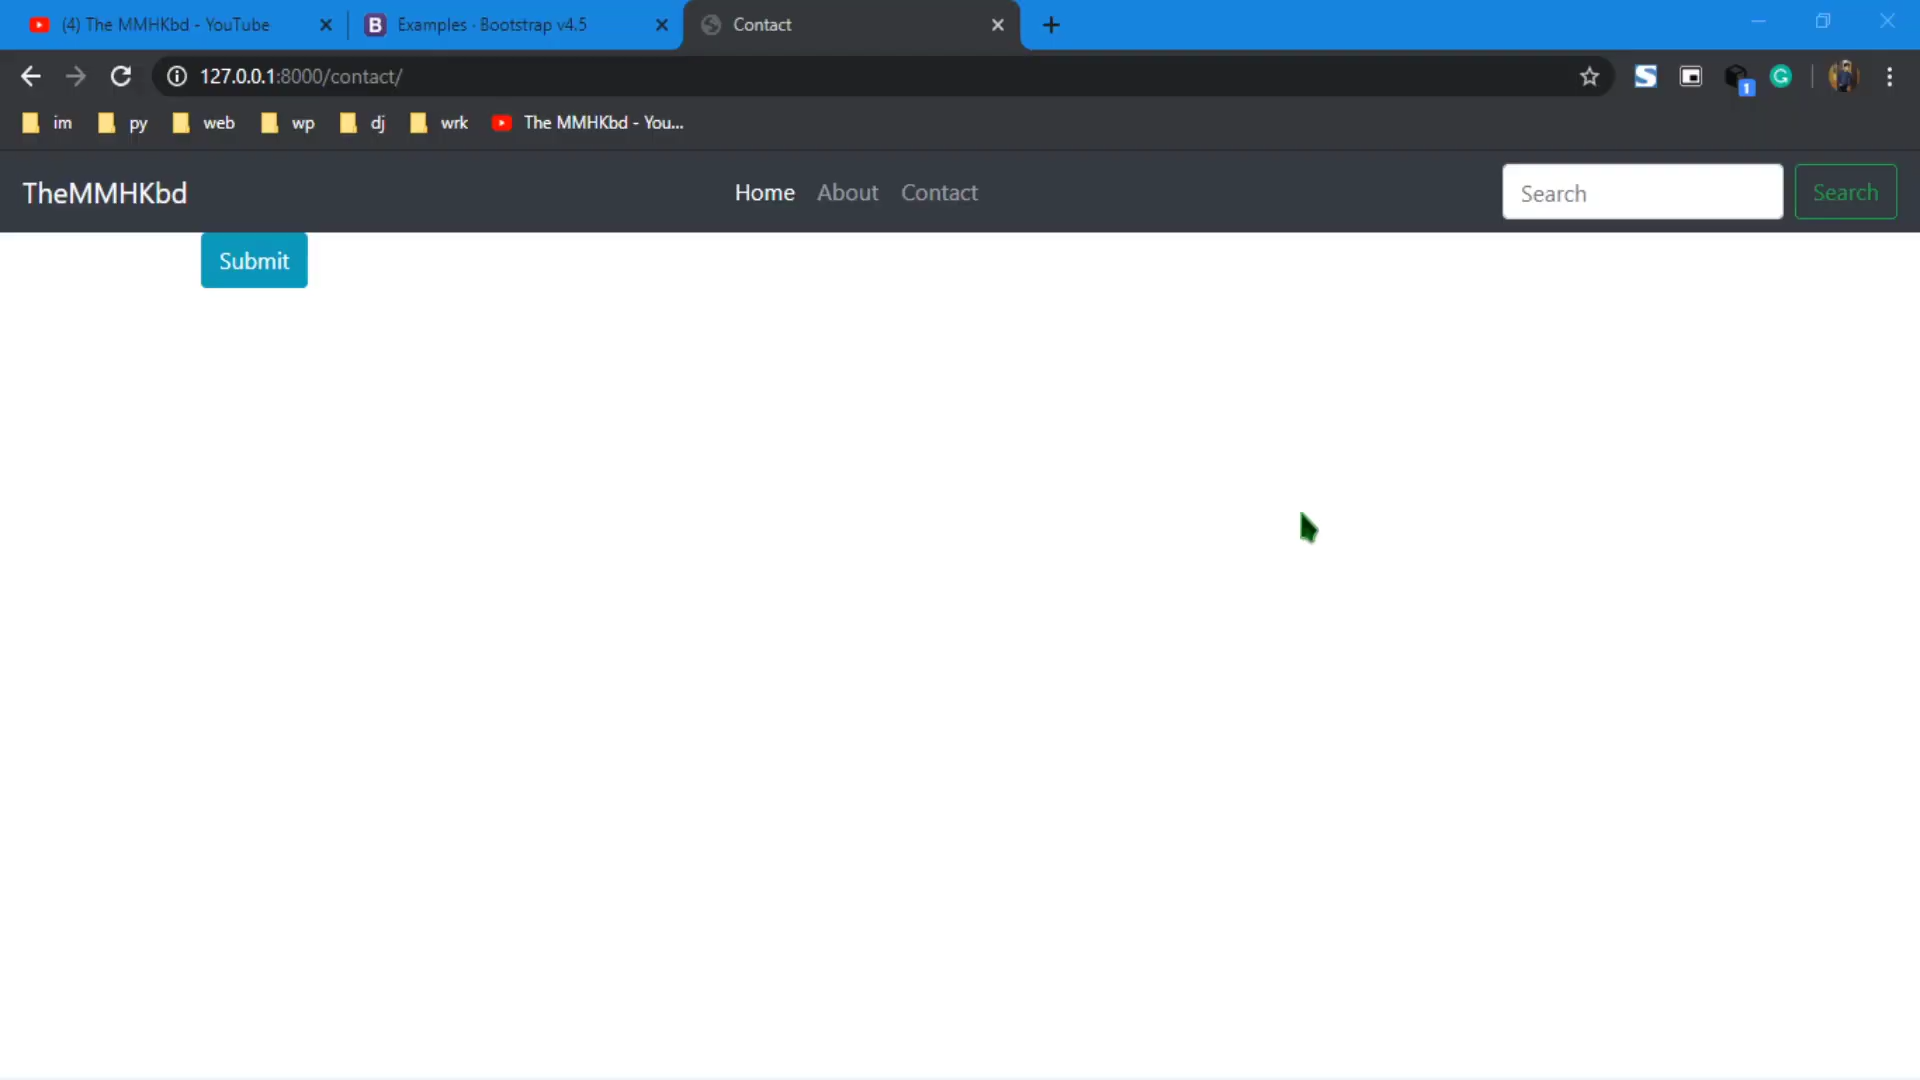 (4) The MMHKbd - YouTube
Examples · Bootstrap v4.5
Contact
127.0.0.1:8000/contact/
im py web wp dj wrk The MMHKbd - You...
1
TheMMHKbd
Home About Contact
Search Search
Submit